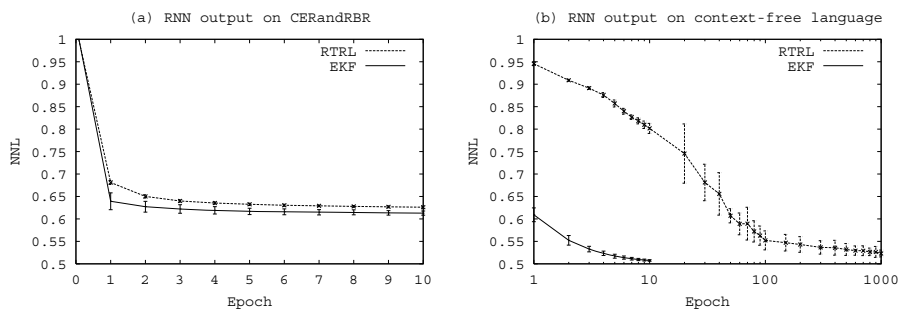 (a) RNN output on CERandRBR
1
0.95
0.9
0.85
0.8
0.75
0.7
0.65
0.6
0.55
0.5
NNL
RTRL
EKF
0 1 2 3 4 5 6 7 8 9 10
Epoch
(b) RNN output on context-free language
1
0.95
0.9
0.85
0.8
0.75
0.7
0.65
0.6
0.55
0.5
NNL
RTRL
EKF
1 10 100 1000
Epoch